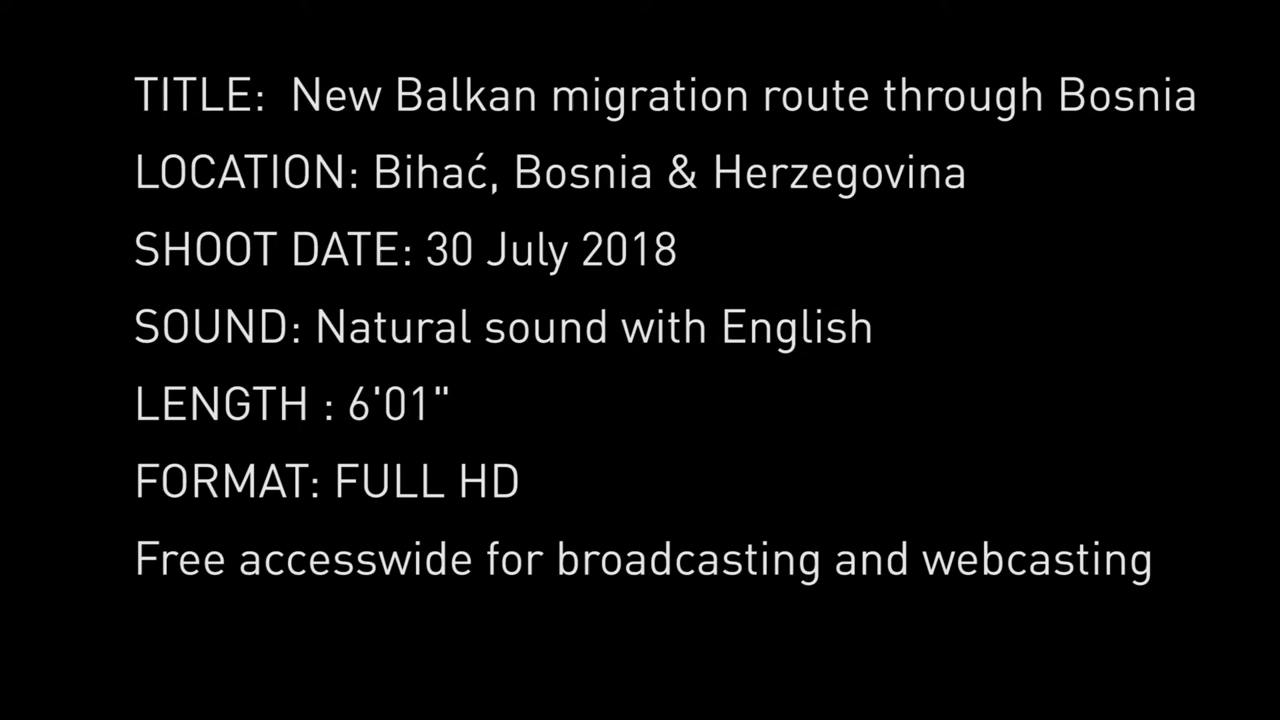 TITLE:  New Balkan migration route through Bosnia
LOCATION: Bihać, Bosnia & Herzegovina
SHOOT DATE: 30 July 2018
SOUND: Natural sound with English
LENGTH : 6'01"
FORMAT: FULL HD
Free accesswide for broadcasting and webcasting